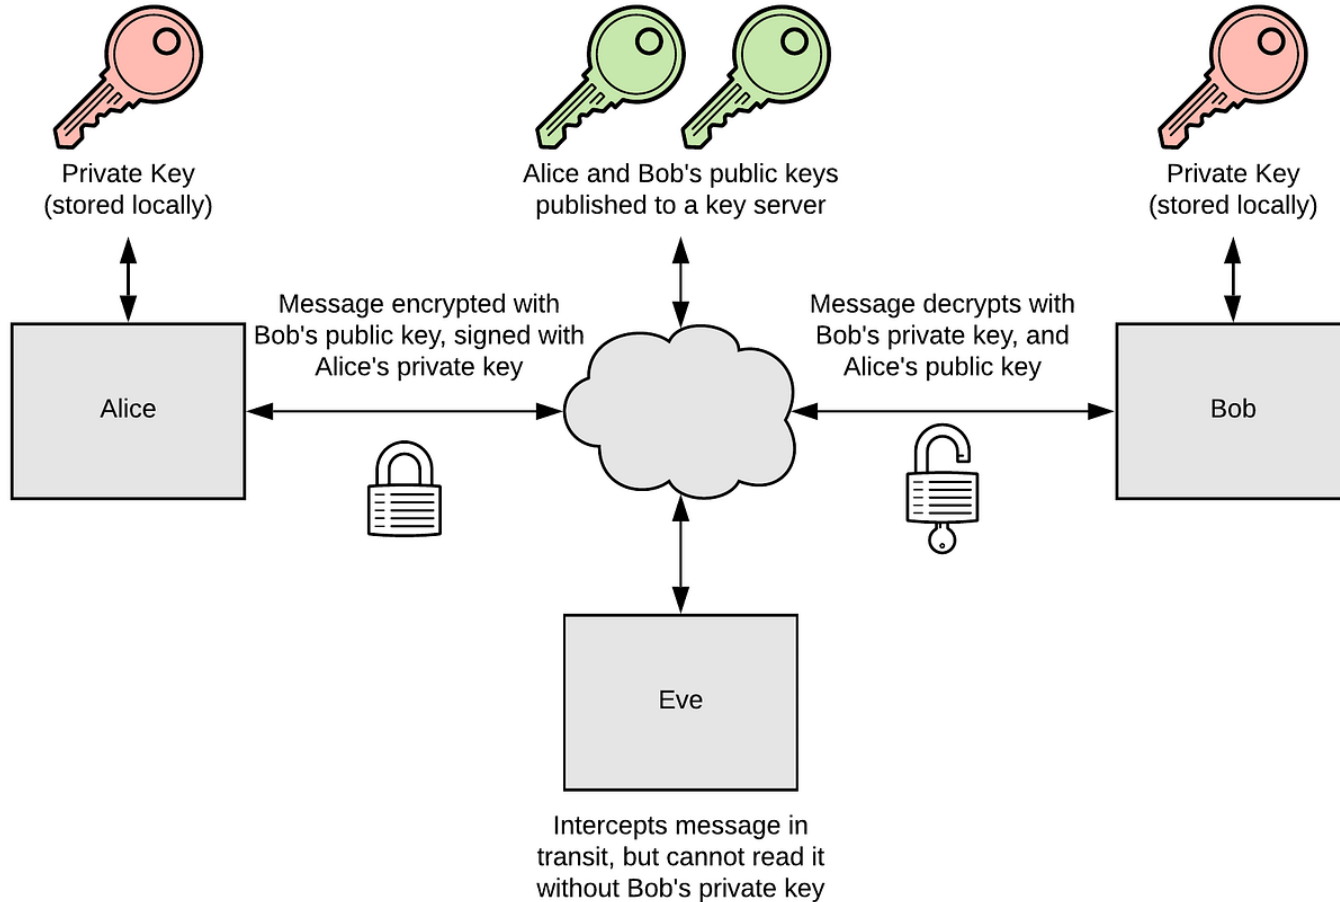 Private Key
(stored locally)
Alice and Bob's public keys
published to a key server
Private Key
(stored locally)
Message encrypted with
Bob's public key, signed with
Alice's private key
Message decrypts with
Bob's private key, and
Alice's public key
Alice
Bob
Eve
Intercepts message in
transit, but cannot read it
without Bob's private key